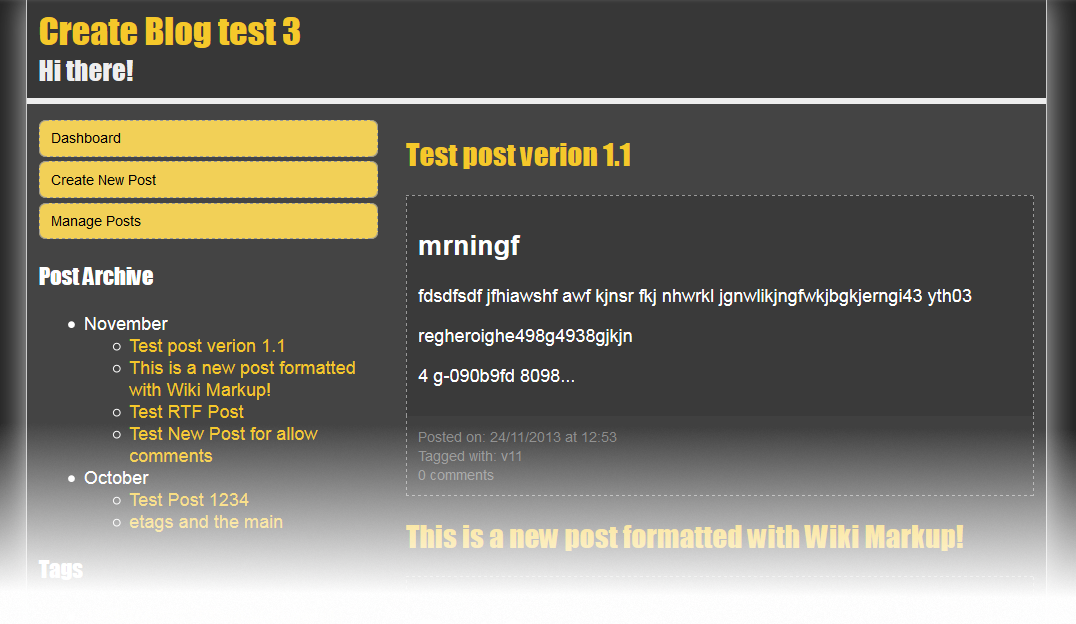 Create Blog test 3
Hi there!
Dashboard
Create New Post
Manage Posts
Post Archive
November
Test post verion 1.1
This is a new post formatted
with Wiki Markup!
Test RTF Post
Test New Post for allow
comments
October
Test Post 1234
etags and the main
Tags
Test post verion 1.1
mrningf
fdsdfsdf jfhiawshf awf kjnsr fkj nhwrkl jgnwlikjngfwkjbgkjerngi43 yth03
regheroighe498g4938gjkjn
4 g-090b9fd 8098...
Posted on: 24/11/2013 at 12:53
Tagged with: v11
0 comments
This is a new post formatted with Wiki Markup!